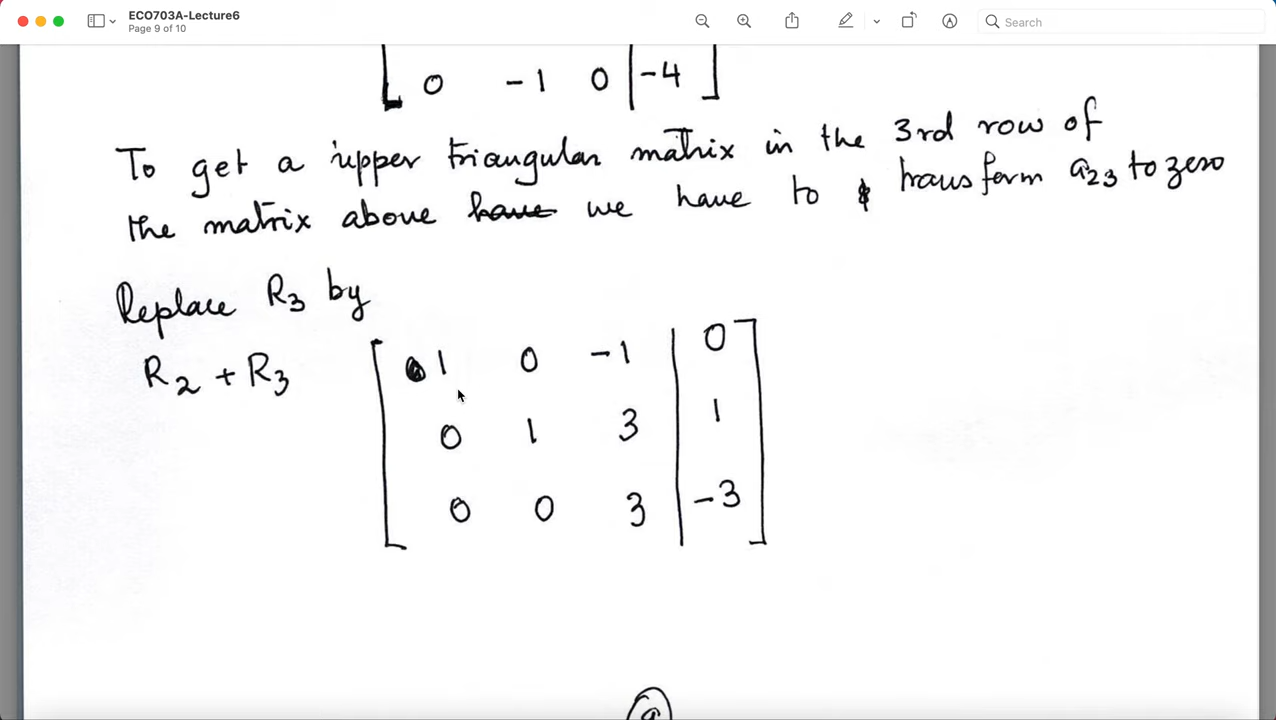 ECO703A-Lecture6
Page 9 of 10
Search
0 -1 0 -4
To get a upper triangular matrix in the 3rd row of
the matrix above have we have to transform a23 to zero
Replace R3 by
R2 + R3
1 0 -1 0
0 1 3 1
0 0 3 -3
9